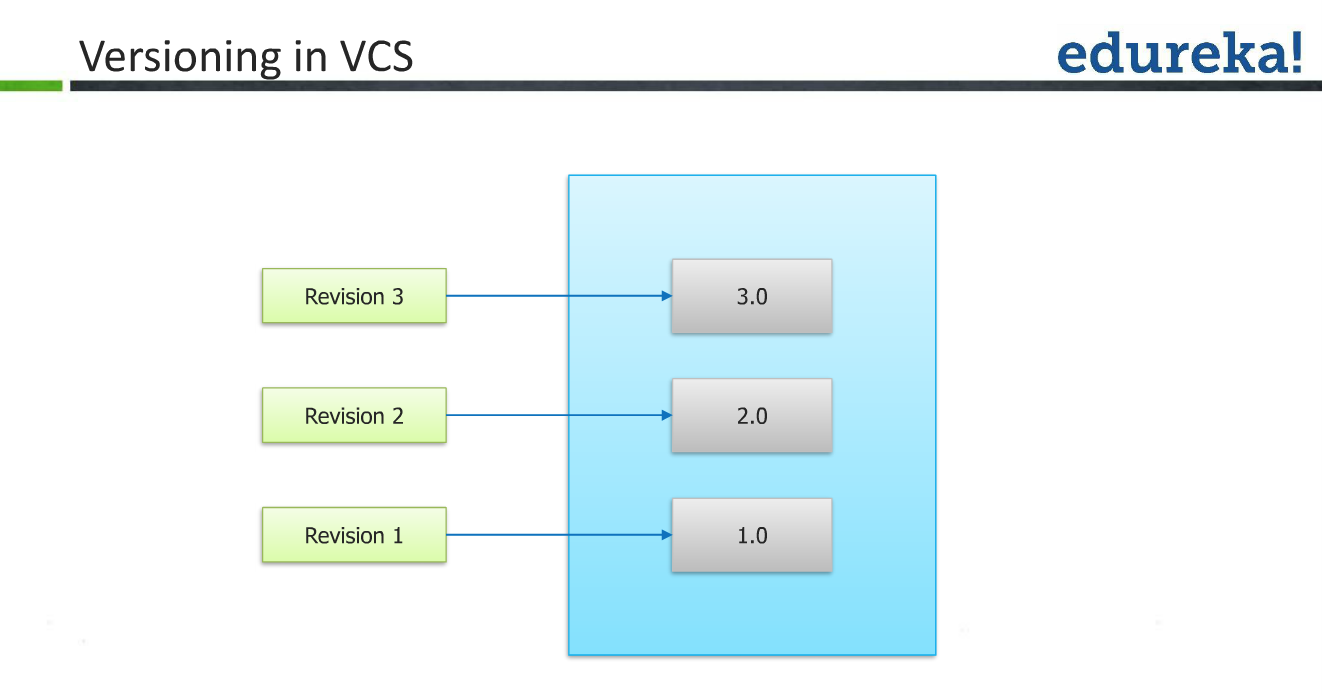 Versioning in VCS
edureka!
Revision 3
3.0
Revision 2
2.0
Revision 1
1.0